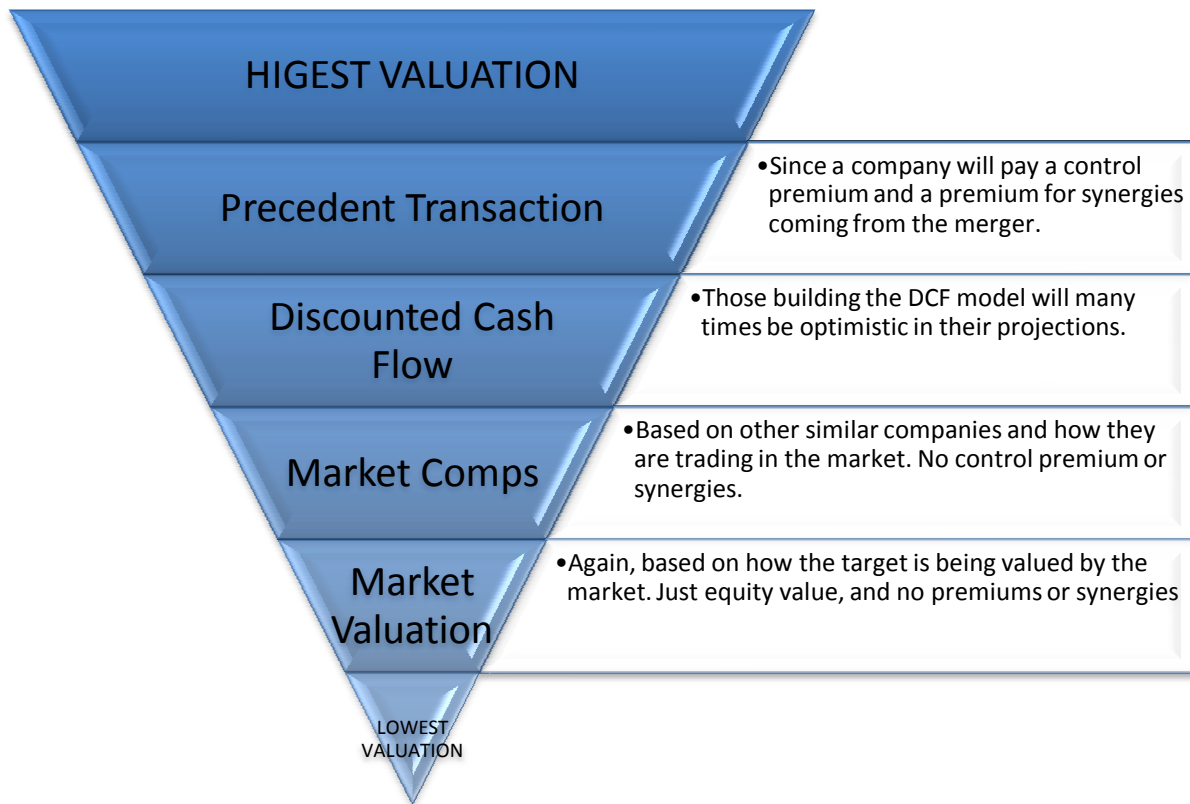 HIGEST VALUATION
Precedent Transaction
•Since a company will pay a control
premium and a premium for synergies
coming from the merger.
Discounted Cash
Flow
•Those building the DCF model will many
times be optimistic in their projections.
Market Comps
•Based on other similar companies and how they
are trading in the market. No control premium or
synergies.
Market
Valuation
•Again, based on how the target is being valued by the
market. Just equity value, and no premiums or synergies
LOWEST
VALUATION